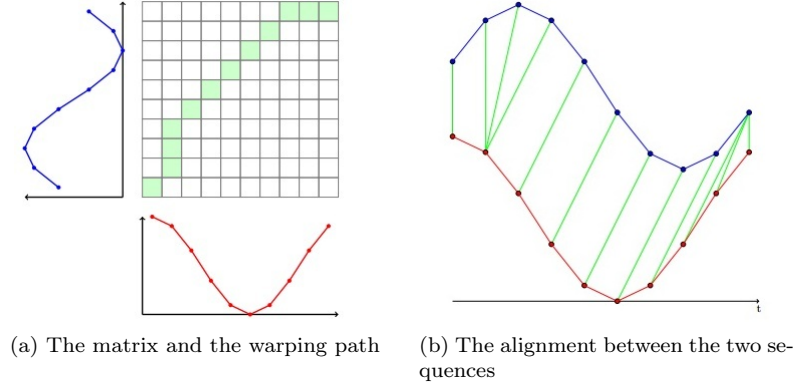 t
(a) The matrix and the warping path
(b) The alignment between the two se-
quences